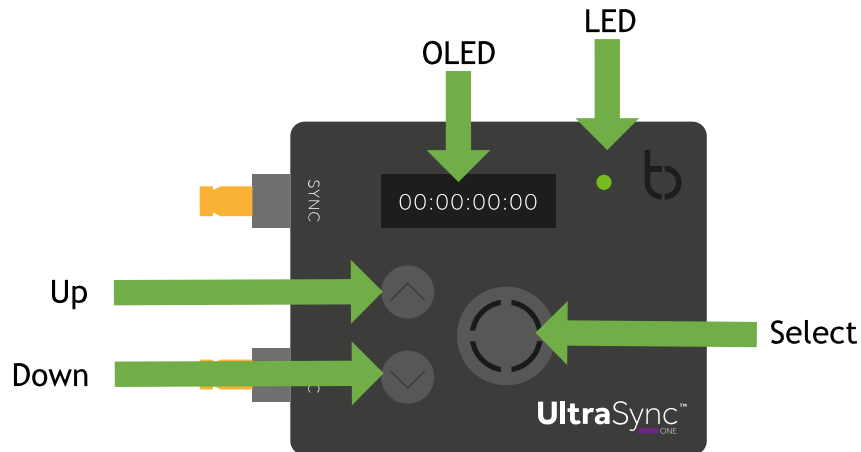 LED
OLED
SYNC
00:00:00:00
Up
Select
Down
UltraSync™
ONE